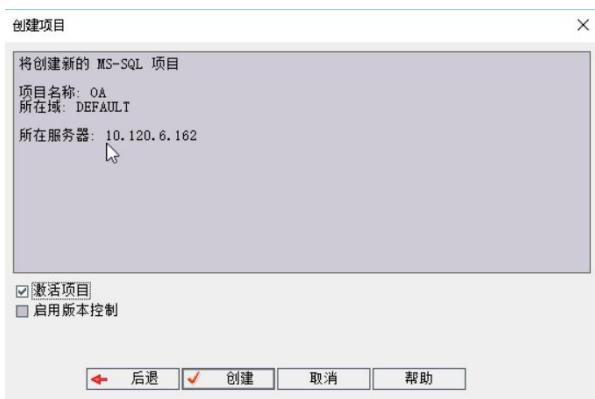 创建项目
将创建新的 MS-SQL 项目
项目名称: OA
所在域: DEFAULT
所在服务器: 10.120.6.162
激活项目
启用版本控制
后退 创建 取消 帮助